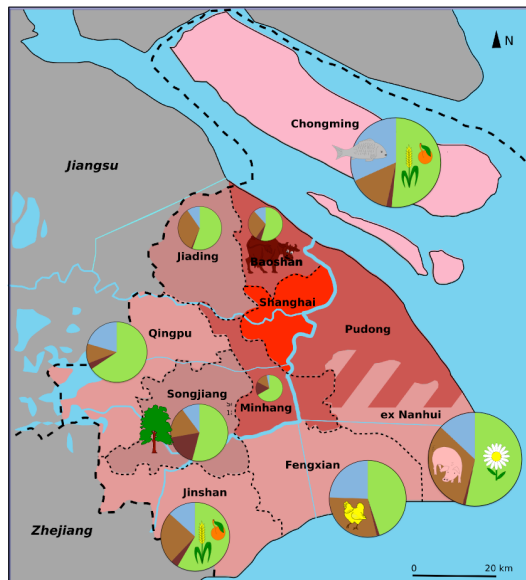 N
Chongming
Jiangsu
Jiading
Baoshan
Shanghai
Qingpu
Pudong
Songjiang
Minhang
ex Nanhui
Fengxian
Jinshan
Zhejiang
0 20 km